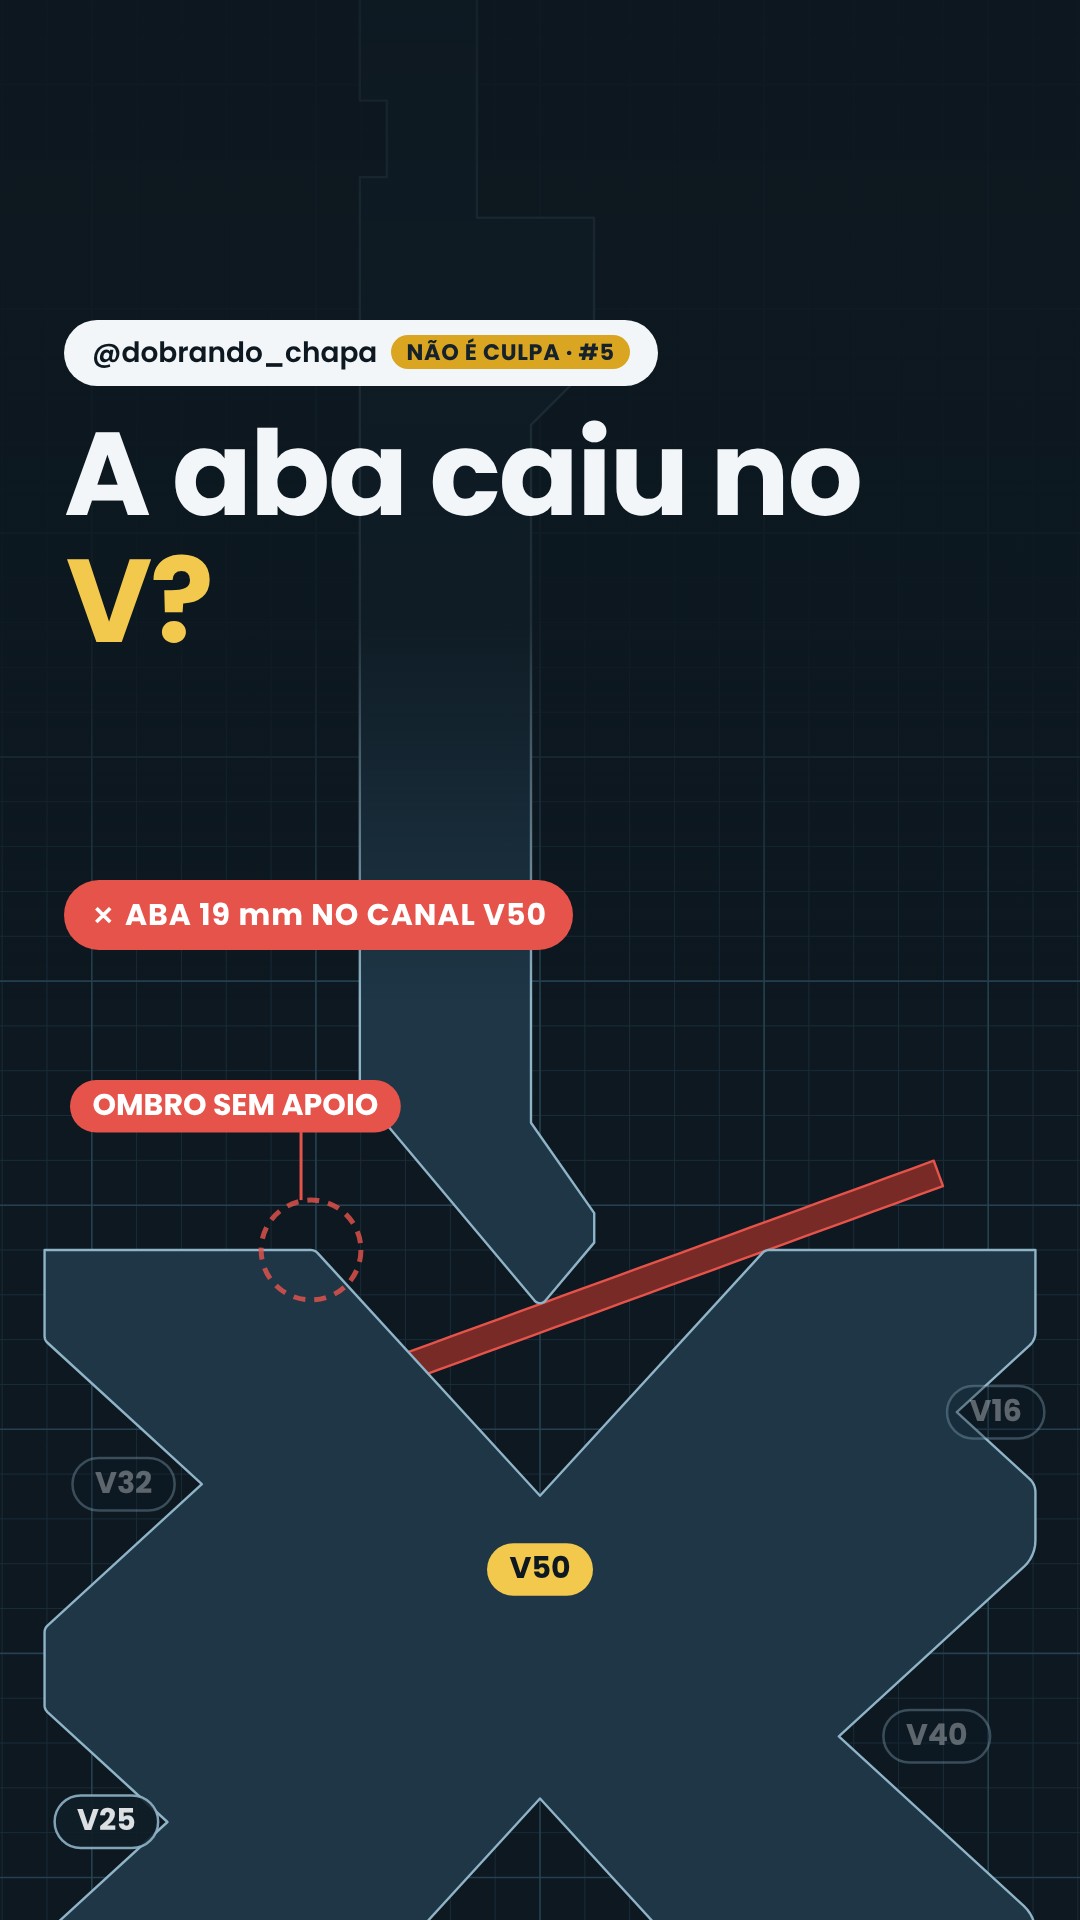 @dobrando_chapa NÃO É CULPA · #5
A aba caiu no
V?
× ABA 19 mm NO CANAL V50
OMBRO SEM APOIO
V16
V32
V50
V40
V25